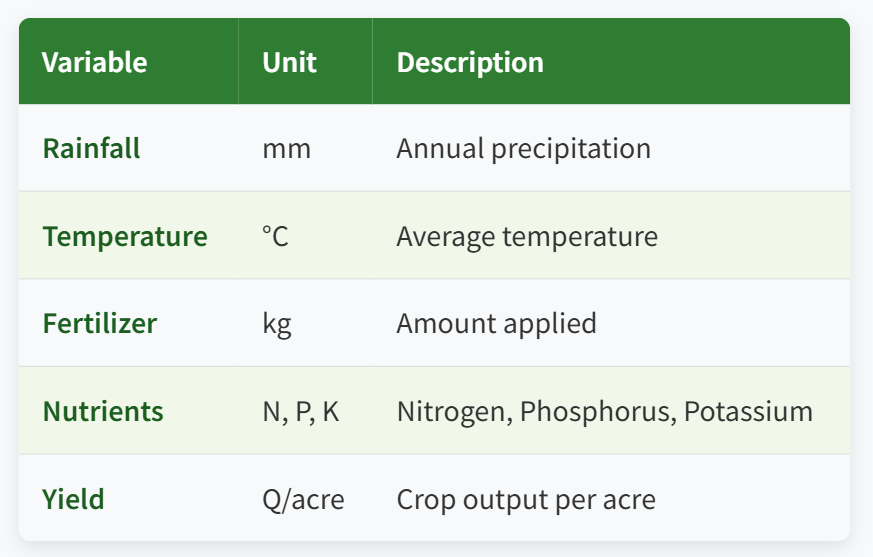 Variable Unit Description
Rainfall mm Annual precipitation
Temperature °C Average temperature
Fertilizer kg Amount applied
Nutrients N, P, K Nitrogen, Phosphorus, Potassium
Yield Q/acre Crop output per acre